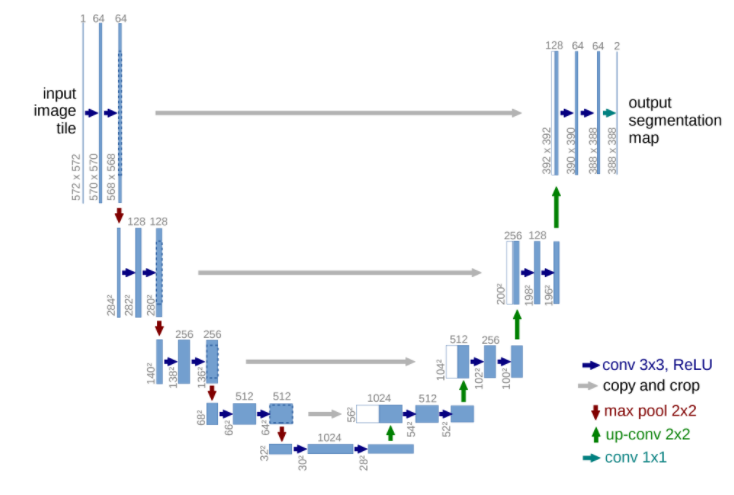 1 64 64
128 64 64 2
input
image
tile
output
segmentation
map
572 x 572
570 x 570
568 x 568
392 x 392
390 x 390
388 x 388
388 x 388
128 128
256 128
284²
282²
280²
200²
198²
196²
256 256
512 256
140²
138²
136²
104²
102²
100²
512 512
1024 512
68²
66²
64²
56²
54²
52²
1024
32²
30²
28²
conv 3x3, ReLU
copy and crop
max pool 2x2
up-conv 2x2
conv 1x1